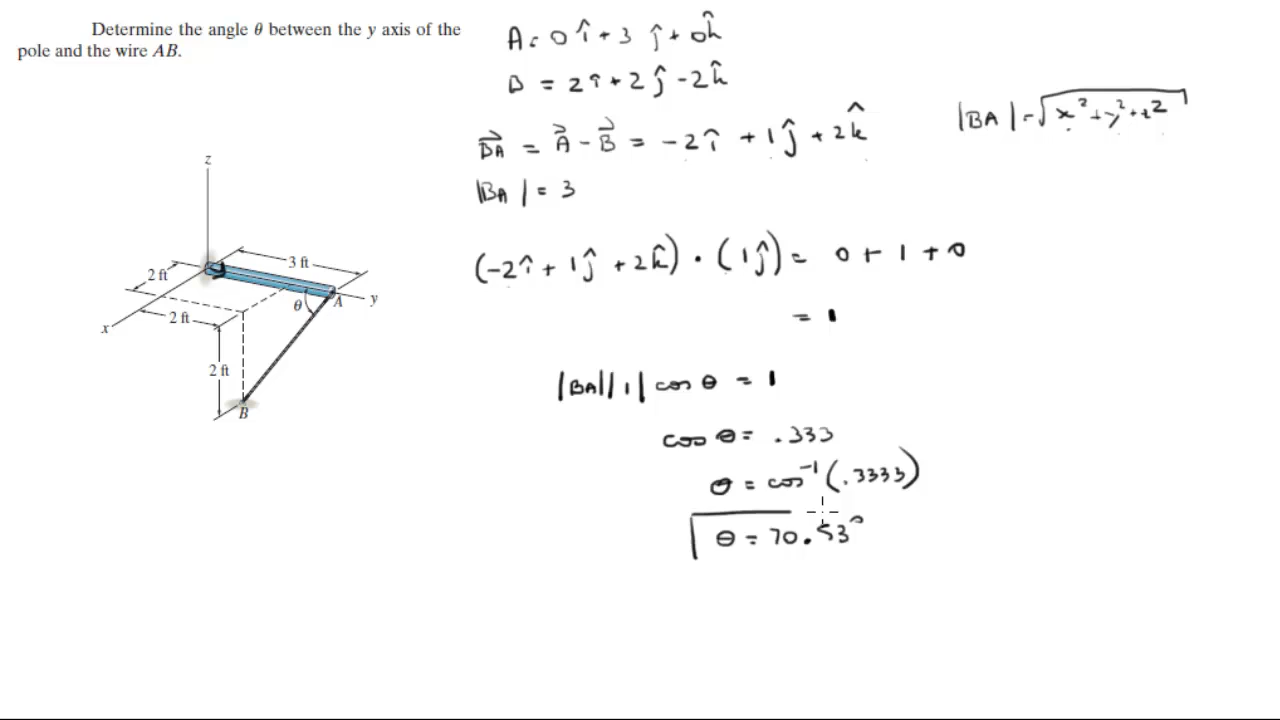 Determine the angle θ between the y axis of the
pole and the wire AB.
A = 0î + 3 ĵ + 0k̂
B = 2î + 2ĵ - 2k̂
|BA| = √x² + y² + z²
B⃗A = A⃗ - B⃗ = -2î + 1ĵ + 2k̂
|BA| = 3
(-2î + 1ĵ + 2k̂) · (1ĵ) = 0 + 1 + 0
= 1
|BA||1| cos θ = 1
cos θ = .333
θ = cos⁻¹(.3333)
θ = 70.53°
z
3 ft
2 ft
A
y
θ
x
2 ft
2 ft
B